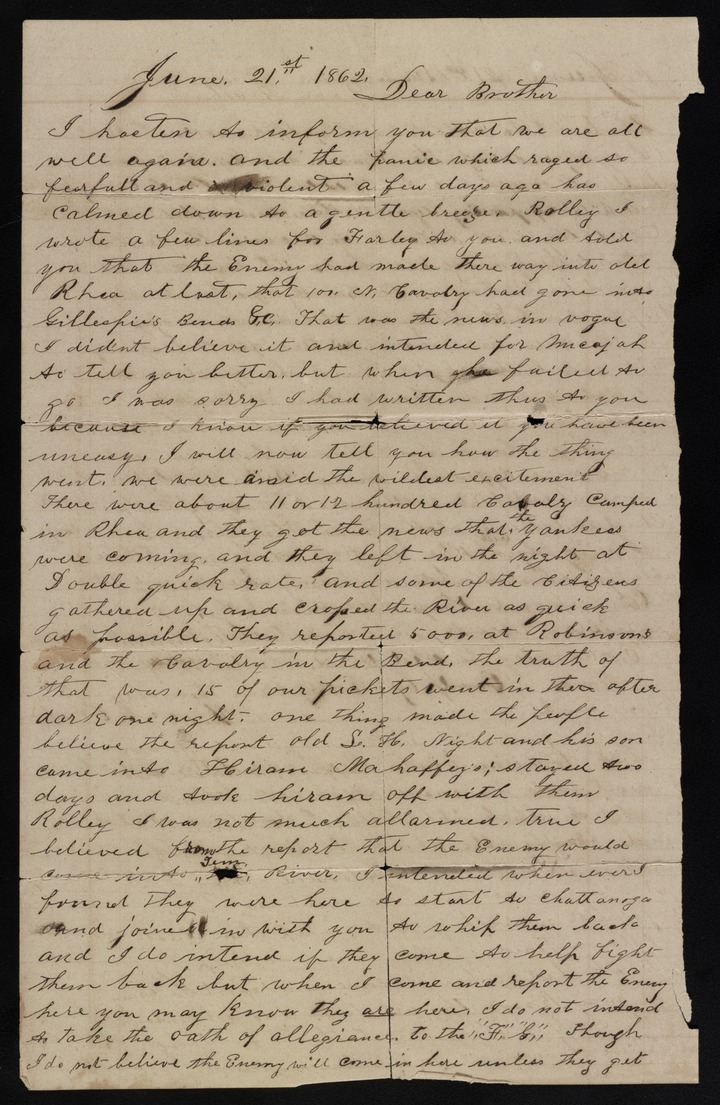 June. 21.st 1862.
Dear Brother
I hasten to inform you that we are all
well again. and the panic which raged so
fearfull and violent a few days ago has
calmed down to a gentle breeze. Rolley I
wrote a few lines for Farley to you and told
you that the Enemy had made there way into old
Rhea at last, that 100. N. Cavalry had gone into
Gillespie's Bends &C. That was the news in vogue
I didnt believe it and intended for Micajah
to tell you better, but when he failed to
go I was sorry I had written thus to you
because I know if you believed it you have been
uneasy. I will now tell you how the thing
went. we were amid the wildest excitement
There were about 11 or 12 hundred Cavalry Camped
in Rhea and they got the news that the Yankees
were coming, and they left in the night at
Double quick rate, and some of the Citizens
gathered up and crossed the River as quick
as possible. They reported 5000, at Robinsons
and the Cavalry in the Bend, the truth of
that was, 15 of our pickets went in there after
dark one night. one thing made the people
believe the report old S. H. Night and his son
came into Hiram Mahaffey's; stayed two
days and took hiram off with them
Rolley I was not much allarmed. true I
believed from the report that the Enemy would
come into Tenn. River. I intended when ever I
found they were here to start to Chattanoga
and joine in with you to whip them back
and I do intend if they come to help fight
them back but when I come and report the Enemy
here you may know they are here. I do not intend
to take the oath of allegiance. to the "F." "C." Though
I do not believe the Enemy will come in here unless they get